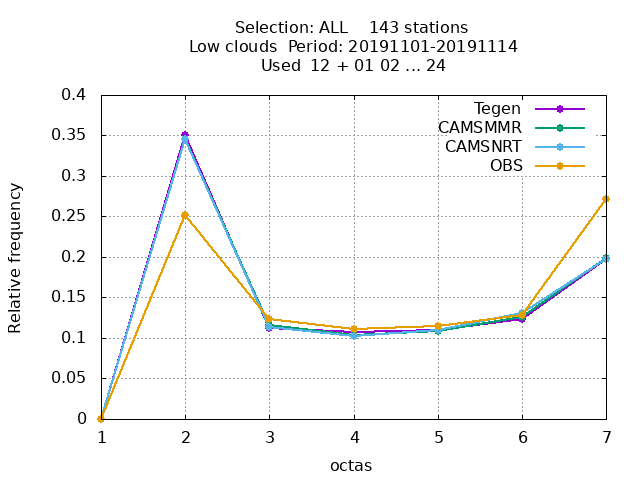 Selection: ALL    143 stations
Low clouds  Period: 20191101-20191114
Used  12 + 01 02 ... 24
Tegen
CAMSMMR
CAMSNRT
OBS
Relative frequency
0.4
0.35
0.3
0.25
0.2
0.15
0.1
0.05
0
1 2 3 4 5 6 7
octas